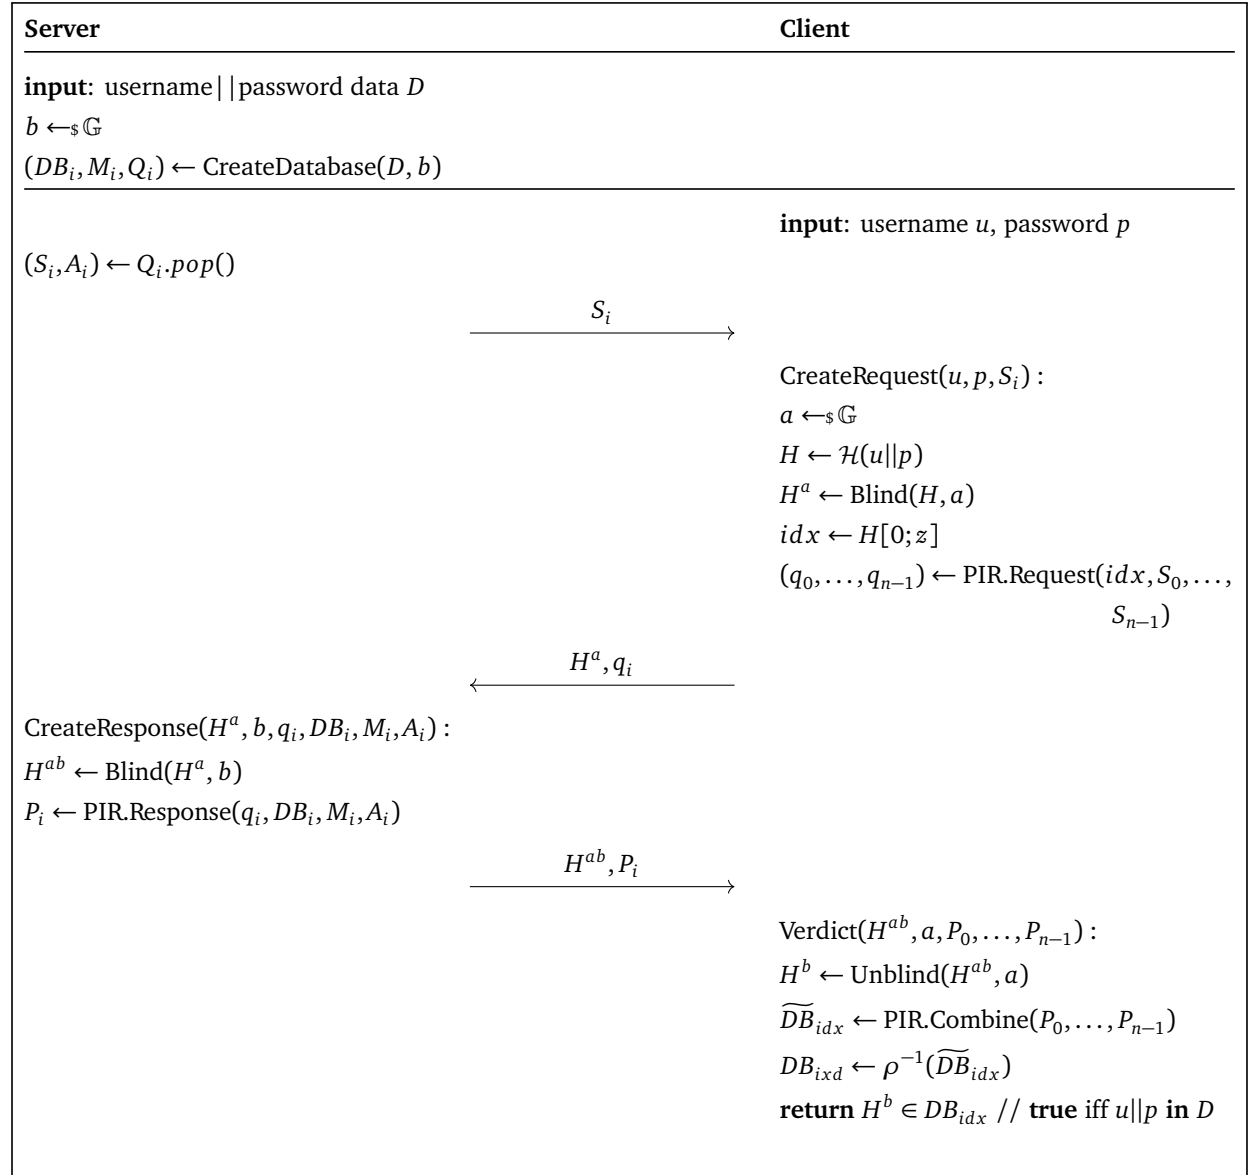 Server Client
input: username||password data D
b ←$ 𝔾
(DB_i, M_i, Q_i) ← CreateDatabase(D, b)
input: username u, password p
(S_i, A_i) ← Q_i.pop()
S_i
CreateRequest(u, p, S_i) :
a ←$ 𝔾
H ← ℋ(u||p)
H^a ← Blind(H, a)
idx ← H[0; z]
(q_0, ..., q_{n−1}) ← PIR.Request(idx, S_0, ...,
S_{n−1})
H^a, q_i
CreateResponse(H^a, b, q_i, DB_i, M_i, A_i) :
H^{ab} ← Blind(H^a, b)
P_i ← PIR.Response(q_i, DB_i, M_i, A_i)
H^{ab}, P_i
Verdict(H^{ab}, a, P_0, ..., P_{n−1}) :
H^b ← Unblind(H^{ab}, a)
\widetilde{DB}_{idx} ← PIR.Combine(P_0, ..., P_{n−1})
DB_{ixd} ← ρ^{−1}(\widetilde{DB}_{idx})
return H^b ∈ DB_{idx} // true iff u||p in D